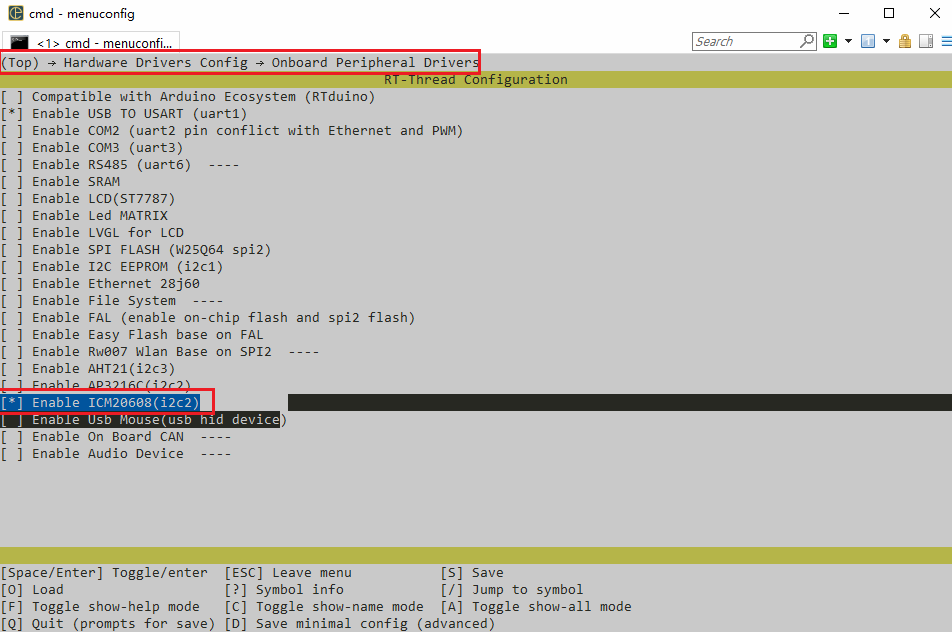 cmd - menuconfig
<1> cmd - menuconfi...
Search
(Top) → Hardware Drivers Config → Onboard Peripheral Drivers
RT-Thread Configuration
[ ] Compatible with Arduino Ecosystem (RTduino)
[*] Enable USB TO USART (uart1)
[ ] Enable COM2 (uart2 pin conflict with Ethernet and PWM)
[ ] Enable COM3 (uart3)
[ ] Enable RS485 (uart6)  ----
[ ] Enable SRAM
[ ] Enable LCD(ST7787)
[ ] Enable Led MATRIX
[ ] Enable LVGL for LCD
[ ] Enable SPI FLASH (W25Q64 spi2)
[ ] Enable I2C EEPROM (i2c1)
[ ] Enable Ethernet 28j60
[ ] Enable File System  ----
[ ] Enable FAL (enable on-chip flash and spi2 flash)
[ ] Enable Easy Flash base on FAL
[ ] Enable Rw007 Wlan Base on SPI2  ----
[ ] Enable AHT21(i2c3)
[ ] Enable AP3216C(i2c2)
[*] Enable ICM20608(i2c2)
[ ] Enable Usb Mouse(usb hid device)
[ ] Enable On Board CAN  ----
[ ] Enable Audio Device  ----
[Space/Enter] Toggle/enter  [ESC] Leave menu  [S] Save
[O] Load  [?] Symbol info  [/] Jump to symbol
[F] Toggle show-help mode  [C] Toggle show-name mode  [A] Toggle show-all mode
[Q] Quit (prompts for save)  [D] Save minimal config (advanced)